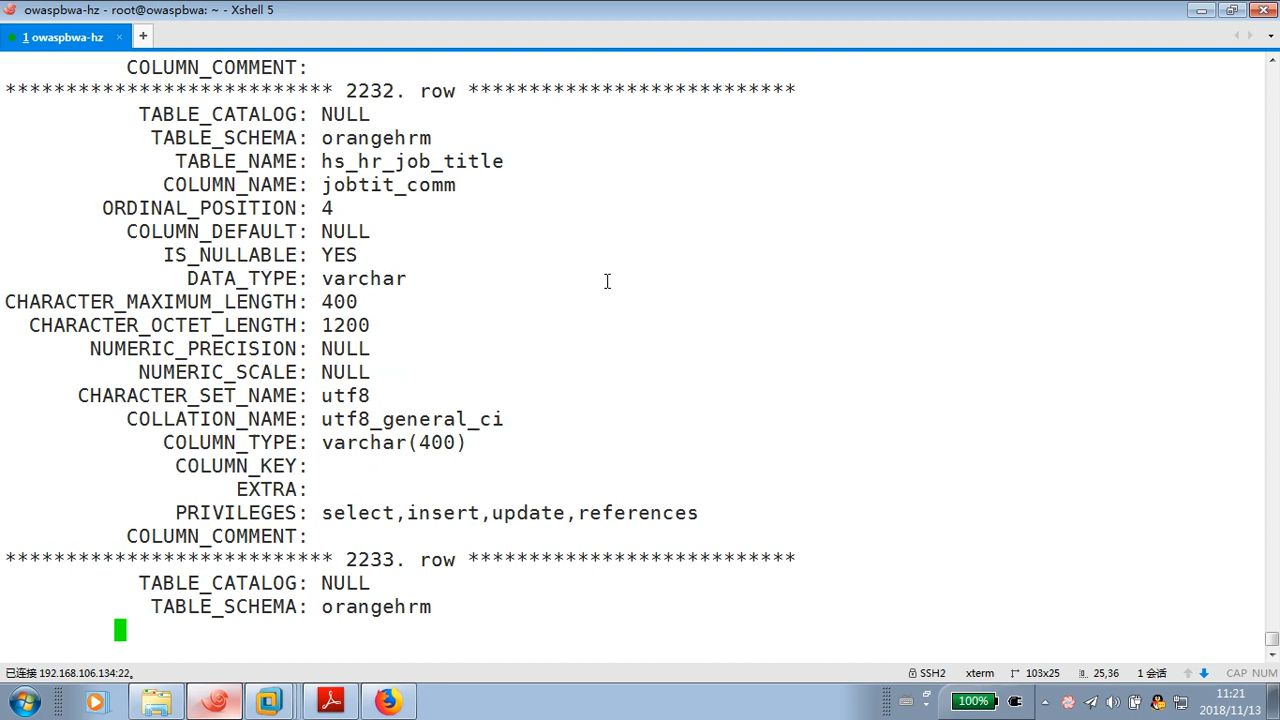 owaspbwa-hz - root@owaspbwa: ~ - Xshell 5
1 owaspbwa-hz × +
COLUMN_COMMENT:
*************************** 2232. row ***************************
TABLE_CATALOG: NULL
TABLE_SCHEMA: orangehrm
TABLE_NAME: hs_hr_job_title
COLUMN_NAME: jobtit_comm
ORDINAL_POSITION: 4
COLUMN_DEFAULT: NULL
IS_NULLABLE: YES
DATA_TYPE: varchar
CHARACTER_MAXIMUM_LENGTH: 400
CHARACTER_OCTET_LENGTH: 1200
NUMERIC_PRECISION: NULL
NUMERIC_SCALE: NULL
CHARACTER_SET_NAME: utf8
COLLATION_NAME: utf8_general_ci
COLUMN_TYPE: varchar(400)
COLUMN_KEY:
EXTRA:
PRIVILEGES: select,insert,update,references
COLUMN_COMMENT:
*************************** 2233. row ***************************
TABLE_CATALOG: NULL
TABLE_SCHEMA: orangehrm
已连接 192.168.106.134:22。 SSH2 xterm 103x25 25,36 1 会话 CAP NUM
100% 11:21
2018/11/13